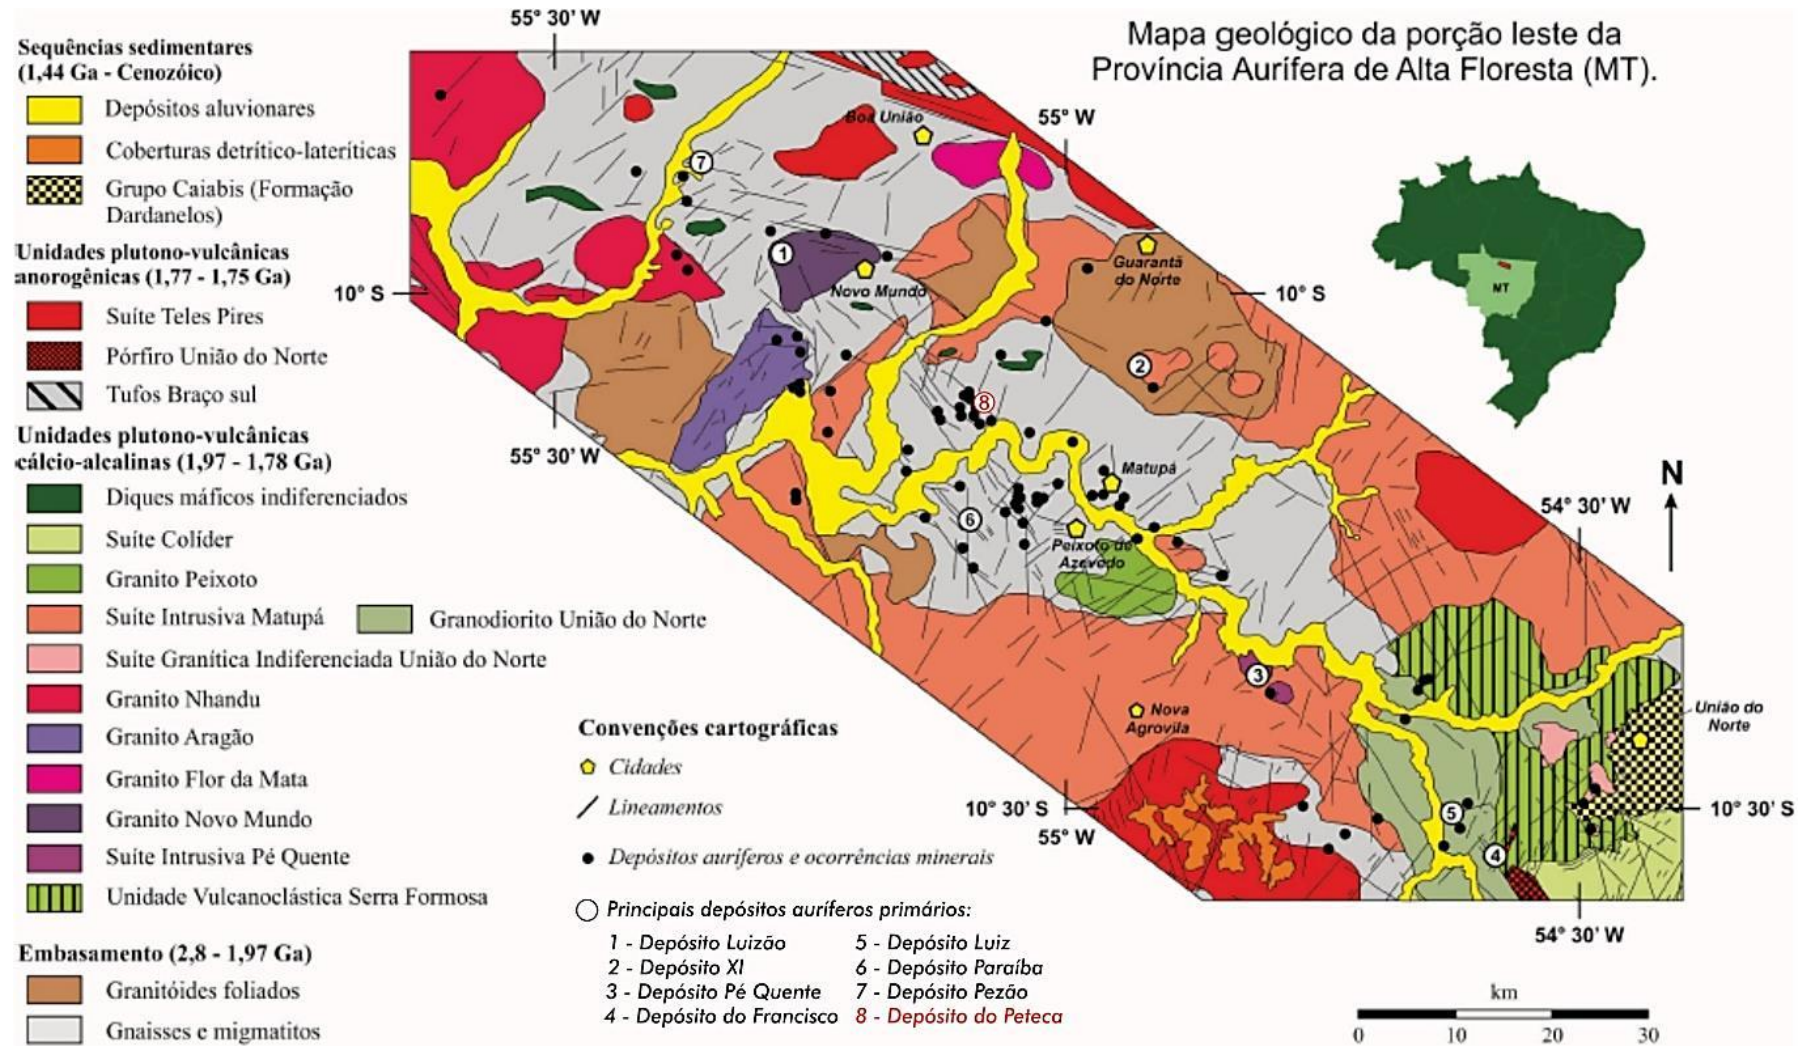 Mapa geológico da porção leste da
Província Aurífera de Alta Floresta (MT).
Sequências sedimentares
(1,44 Ga - Cenozóico)
Depósitos aluvionares
Coberturas detrítico-lateríticas
Grupo Caiabis (Formação
Dardanelos)
Unidades plutono-vulcânicas
anorogênicas (1,77 - 1,75 Ga)
Suíte Teles Pires
Pórfiro União do Norte
Tufos Braço sul
Unidades plutono-vulcânicas
cálcio-alcalinas (1,97 - 1,78 Ga)
Diques máficos indiferenciados
Suíte Colíder
Granito Peixoto
Suíte Intrusiva Matupá
Granodiorito União do Norte
Suíte Granítica Indiferenciada União do Norte
Granito Nhandu
Granito Aragão
Granito Flor da Mata
Granito Novo Mundo
Suíte Intrusiva Pé Quente
Unidade Vulcanoclástica Serra Formosa
Embasamento (2,8 - 1,97 Ga)
Granitóides foliados
Gnaisses e migmatitos
55° 30' W
55° W
Boa União
7
1
Novo Mundo
Guarantã
do Norte
10° S
10° S
2
8
55° 30' W
Matupá
6
Peixoto de
Azevedo
MT
N
54° 30' W
3
Nova
Agrovila
União do
Norte
10° 30' S
55° W
5
4
10° 30' S
54° 30' W
Convenções cartográficas
Cidades
Lineamentos
Depósitos auríferos e ocorrências minerais
Principais depósitos auríferos primários:
1 - Depósito Luizão
2 - Depósito XI
3 - Depósito Pé Quente
4 - Depósito do Francisco
5 - Depósito Luiz
6 - Depósito Paraíba
7 - Depósito Pezão
8 - Depósito do Peteca
km
0 10 20 30